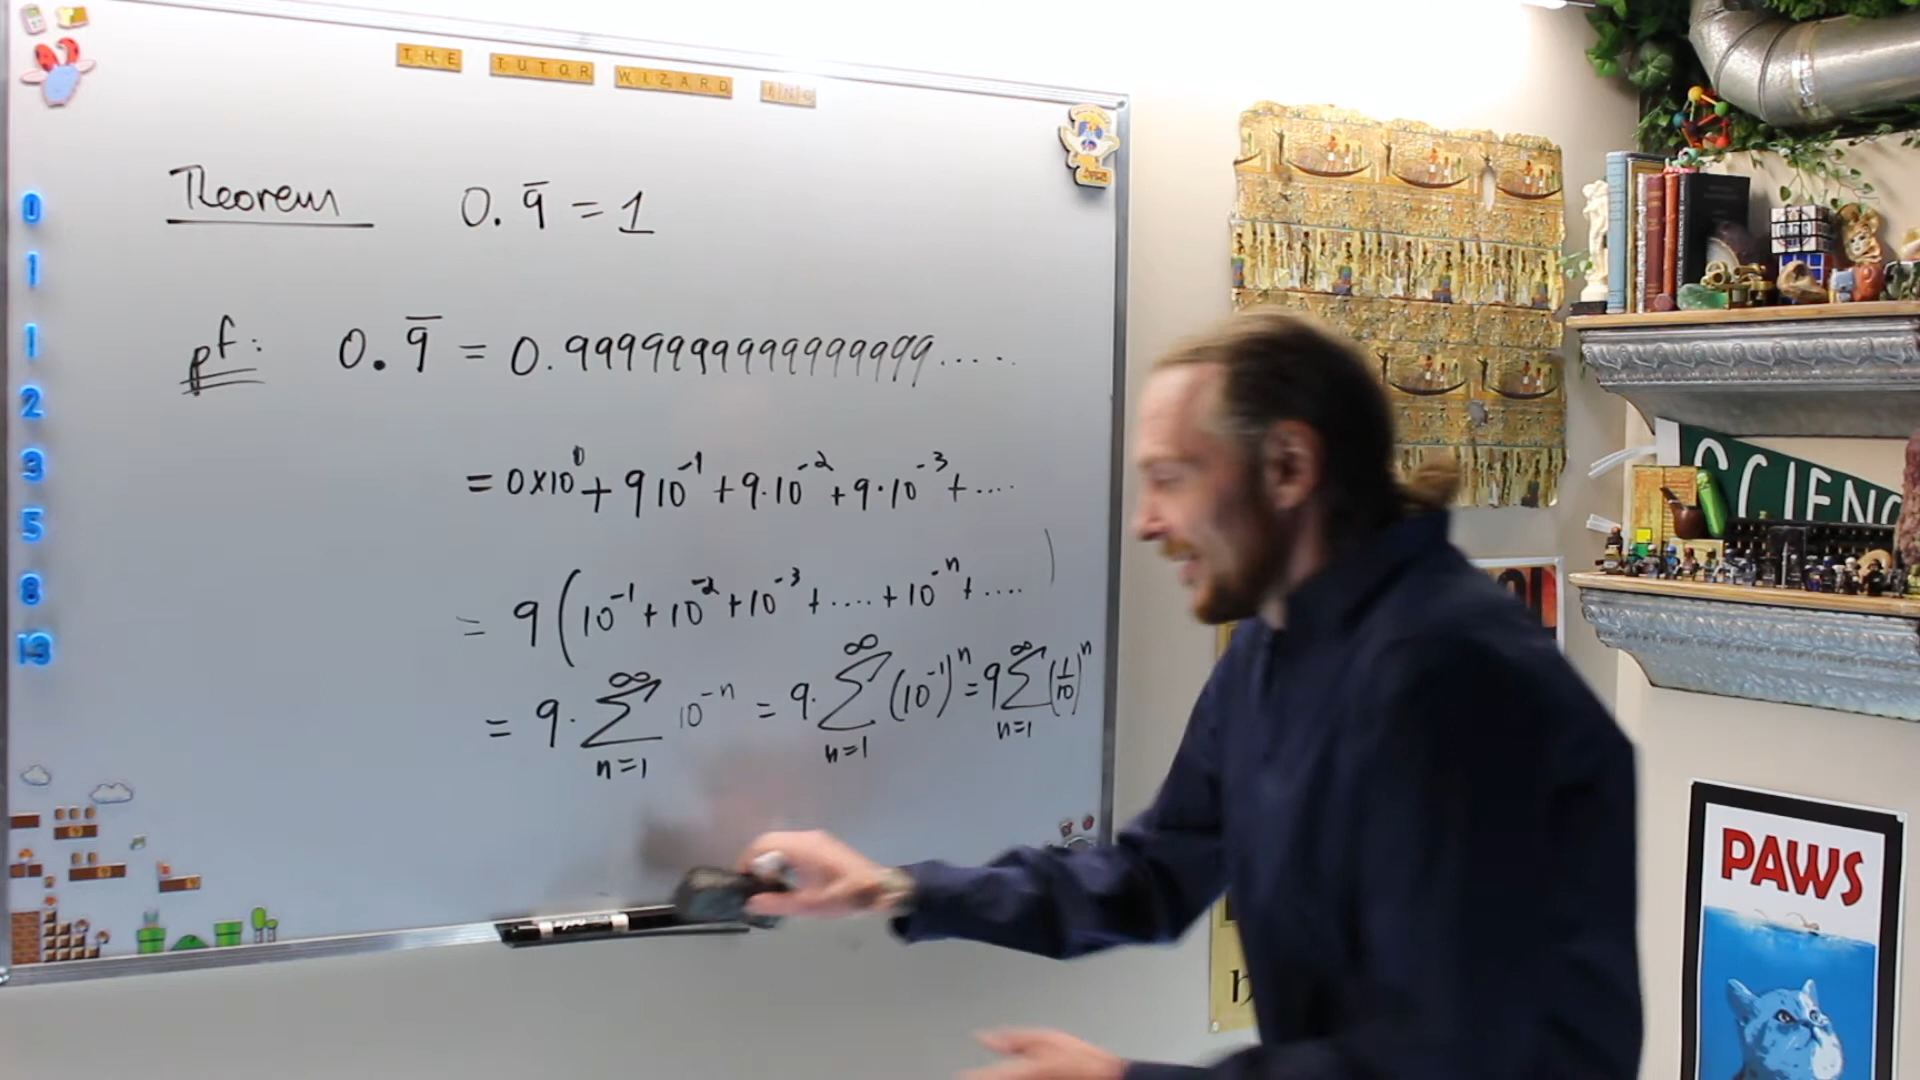 THE TUTOR WIZARD INC
Theorem 0.9̅ = 1
pf: 0.9̅ = 0.9999999999999999.....
= 0×10⁰ + 9 10⁻¹ + 9·10⁻² + 9·10⁻³ + ....
= 9 (10⁻¹ + 10⁻² + 10⁻³ + .... + 10⁻ⁿ + ....)
= 9· ∑_{n=1}^{∞} 10⁻ⁿ = 9· ∑_{n=1}^{∞} (10⁻¹)ⁿ = 9 ∑_{n=1}^{∞} (1/10)ⁿ
0
1
1
2
3
5
8
13
SCIENC
PAWS